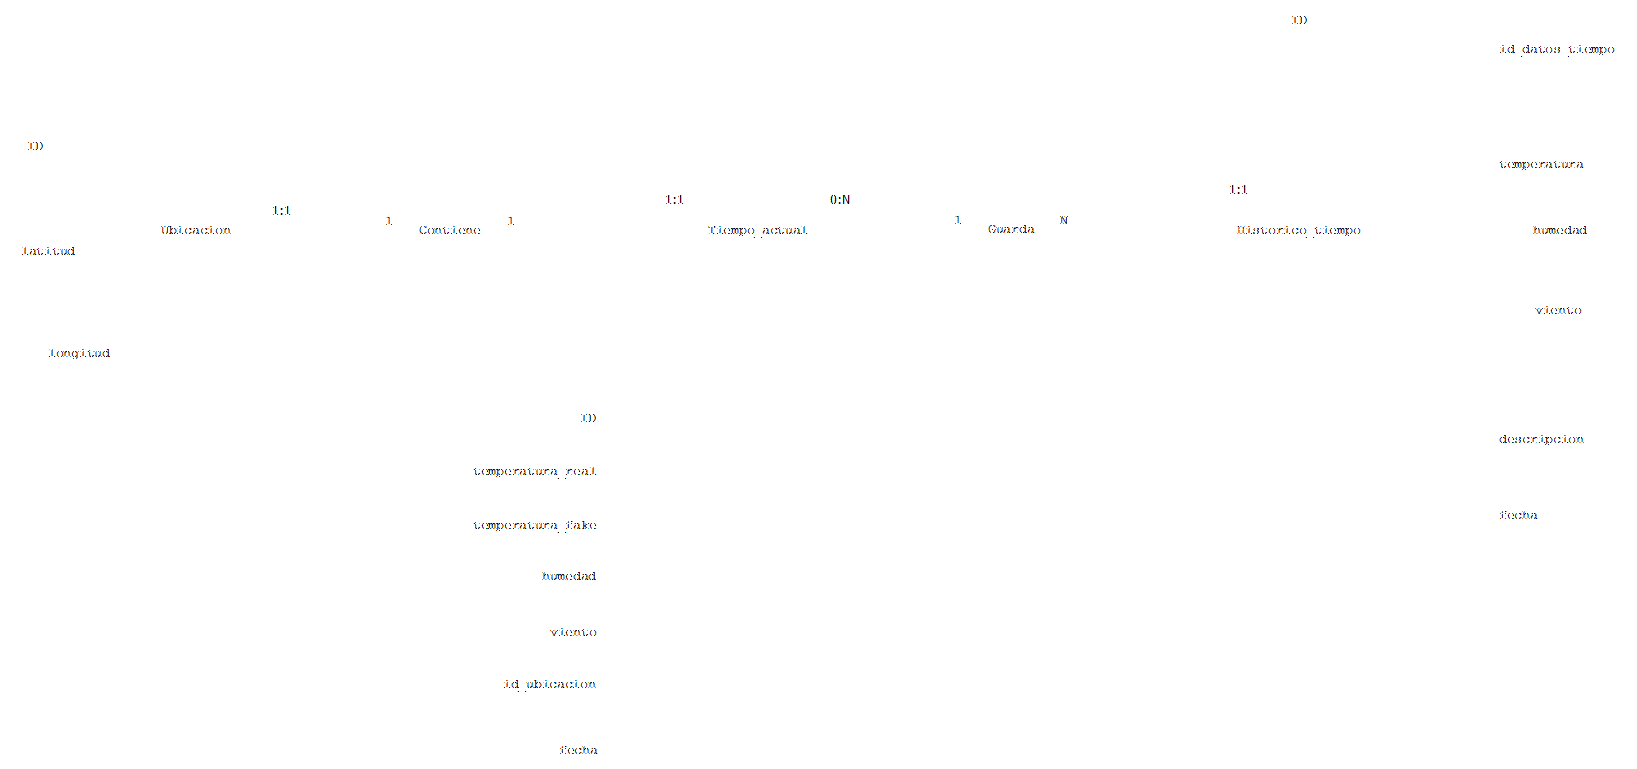 ID
id_datos_tiempo
ID
temperatura
1:1
1:1
0:N
1:1
Ubicacion
1
Contiene
1
Tiempo_actual
1
Guarda
N
Historico_tiempo
humedad
latitud
viento
longitud
ID
descripcion
temperatura_real
fecha
temperatura_fake
humedad
viento
id_ubicacion
fecha